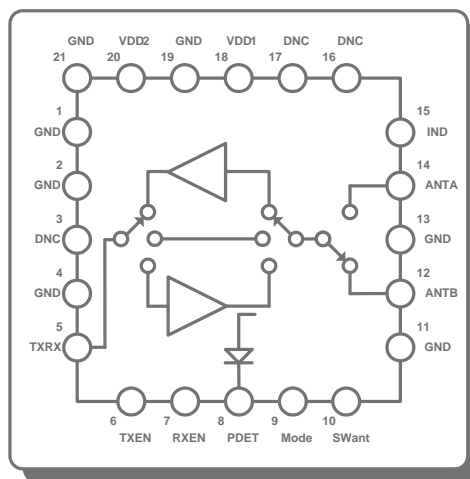 GND VDD2 GND VDD1 DNC DNC
21 20 19 18 17 16
1
GND
2
GND
3
DNC
4
GND
5
TXRX
15
IND
14
ANTA
13
GND
12
ANTB
11
GND
6 7 8 9 10
TXEN RXEN PDET Mode SWant